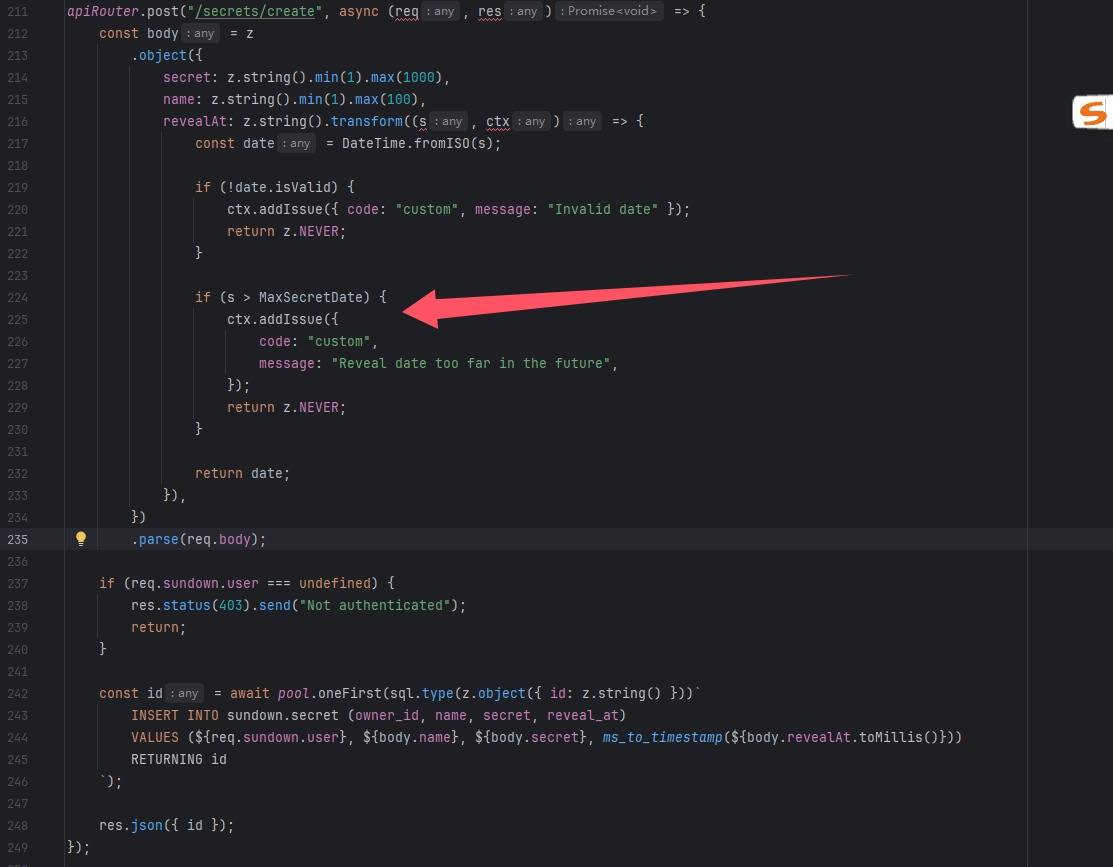 211 apiRouter.post("/secrets/create", async (req : any , res : any ) : Promise<void> => {
212 const body : any = z
213 .object({
214 secret: z.string().min(1).max(1000),
215 name: z.string().min(1).max(100),
216 revealAt: z.string().transform((s : any , ctx : any ) : any => {
217 const date : any = DateTime.fromISO(s);
218
219 if (!date.isValid) {
220 ctx.addIssue({ code: "custom", message: "Invalid date" });
221 return z.NEVER;
222 }
223
224 if (s > MaxSecretDate) {
225 ctx.addIssue({
226 code: "custom",
227 message: "Reveal date too far in the future",
228 });
229 return z.NEVER;
230 }
231
232 return date;
233 }),
234 })
235 .parse(req.body);
236
237 if (req.sundown.user === undefined) {
238 res.status(403).send("Not authenticated");
239 return;
240 }
241
242 const id : any = await pool.oneFirst(sql.type(z.object({ id: z.string() }))`
243 INSERT INTO sundown.secret (owner_id, name, secret, reveal_at)
244 VALUES (${req.sundown.user}, ${body.name}, ${body.secret}, ms_to_timestamp(${body.revealAt.toMillis()}))
245 RETURNING id
246 `);
247
248 res.json({ id });
249 });